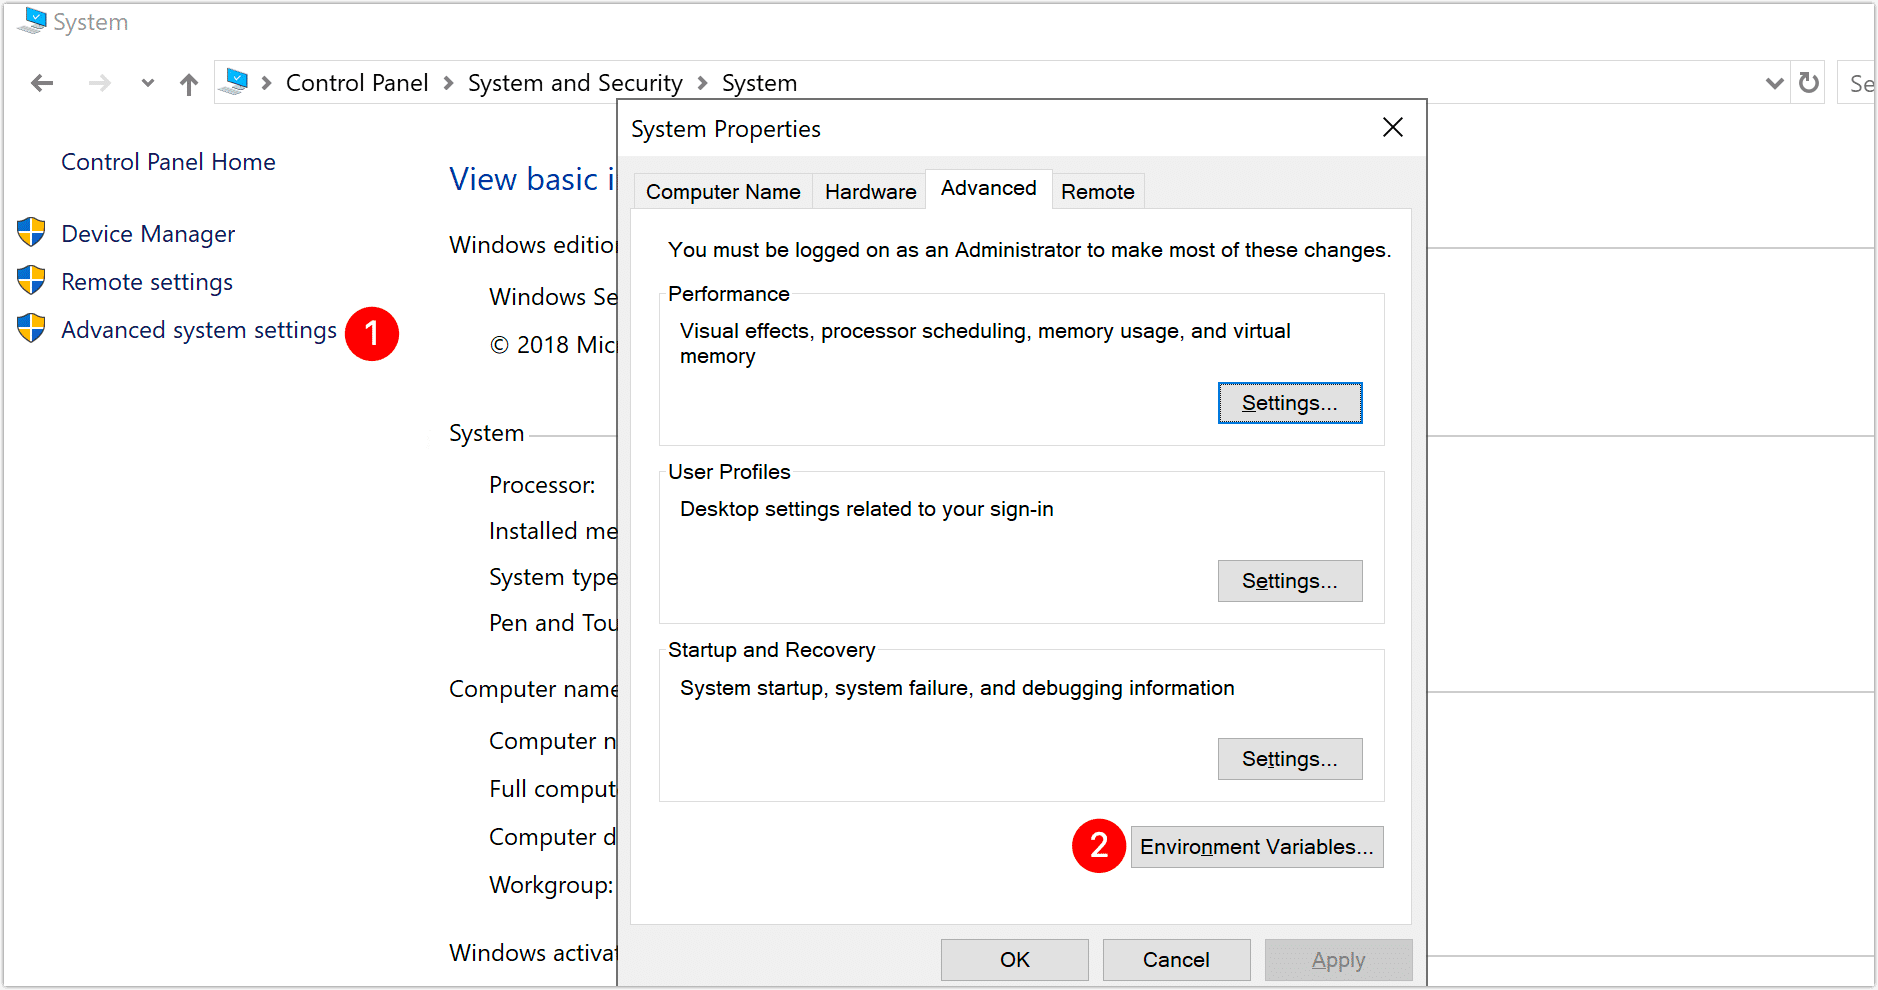 System
Control Panel > System and Security > System
Se
Control Panel Home
Device Manager
Remote settings
Advanced system settings 1
View basic i
Windows edition
Windows Se
© 2018 Mic
System
Processor:
Installed me
System type
Pen and Tou
Computer name
Computer n
Full comput
Computer d
Workgroup:
Windows activat
System Properties
Computer Name Hardware Advanced Remote
You must be logged on as an Administrator to make most of these changes.
Performance
Visual effects, processor scheduling, memory usage, and virtual
memory
Settings...
User Profiles
Desktop settings related to your sign-in
Settings...
Startup and Recovery
System startup, system failure, and debugging information
Settings...
2 Environment Variables...
OK Cancel Apply